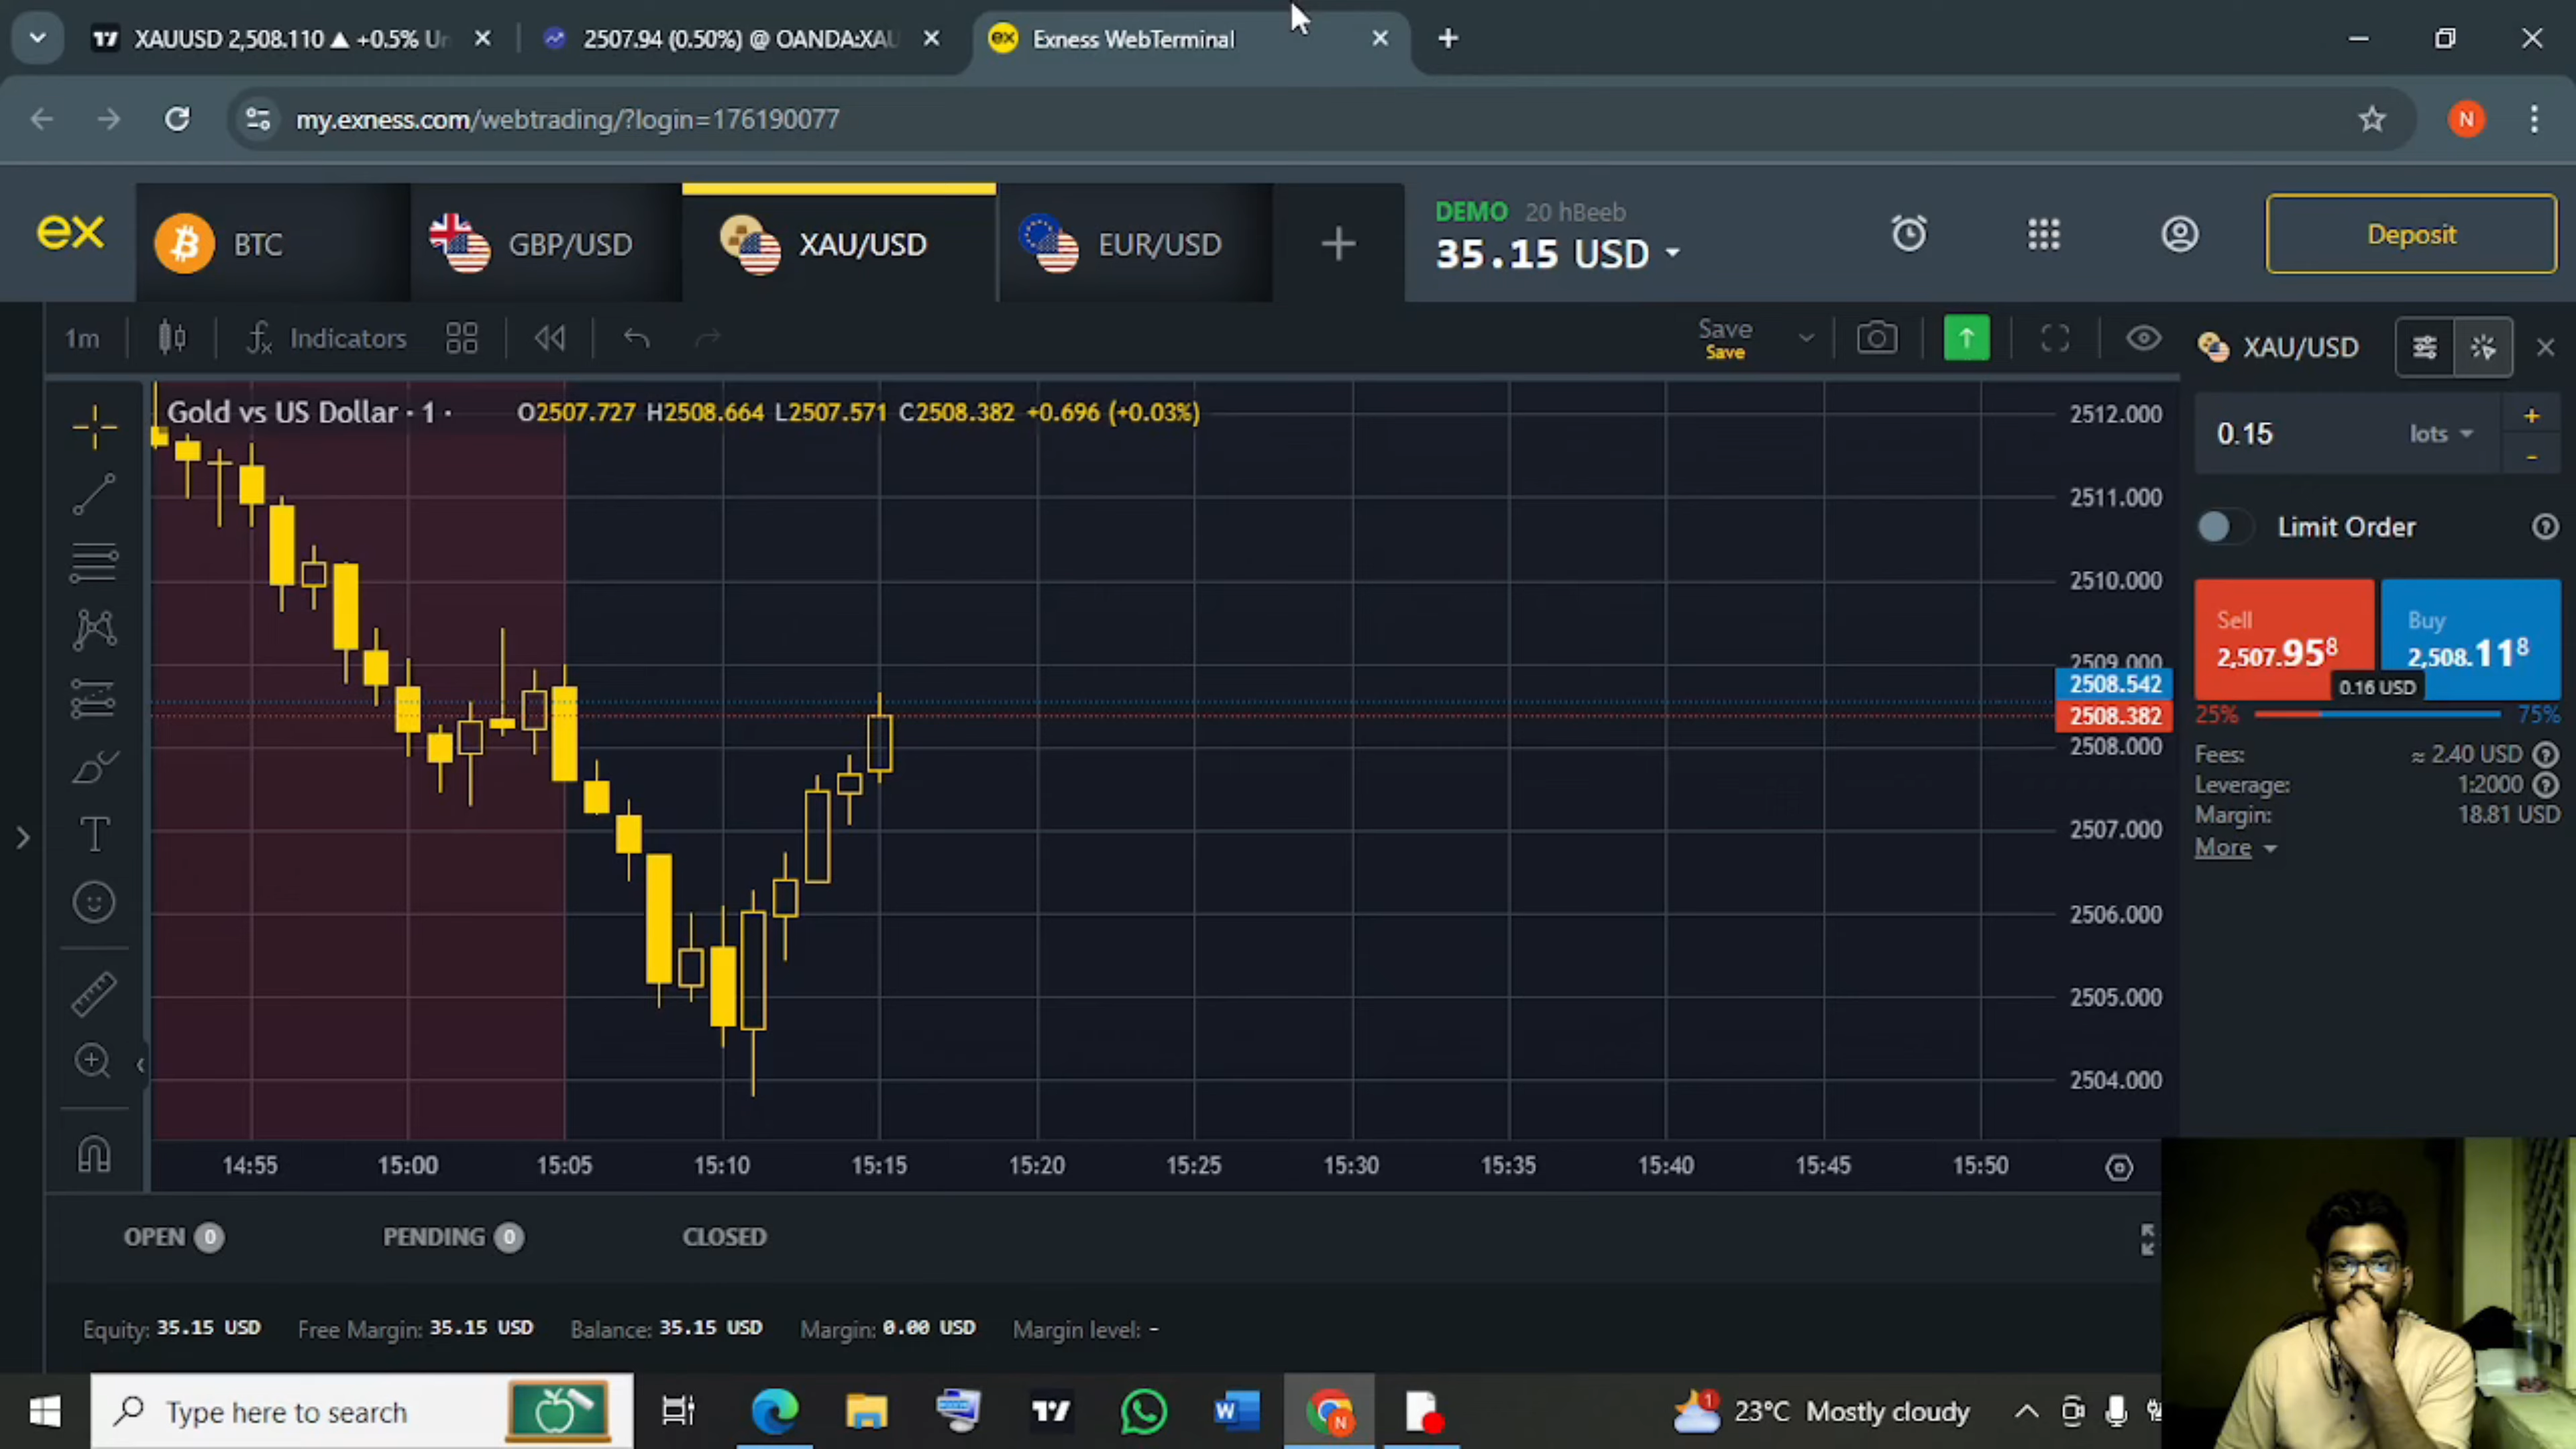 XAUUSD 2,508.110 ▲ +0.5% Un
2507.94 (0.50%) @ OANDA:XAU
Exness WebTerminal
my.exness.com/webtrading/?login=176190077
N
ex
BTC
GBP/USD
XAU/USD
EUR/USD
DEMO 20 hBeeb
35.15 USD
Deposit
1m
Indicators
Save
Save
XAU/USD
Gold vs US Dollar · 1 ·
O2507.727 H2508.664 L2507.571 C2508.382 +0.696 (+0.03%)
2512.000
2511.000
2510.000
2509.000
2508.542
2508.382
2508.000
2507.000
2506.000
2505.000
2504.000
0.15 lots
Limit Order
Sell
2,507.958
Buy
2,508.118
0.16 USD
25% 75%
Fees: ≈ 2.40 USD
Leverage: 1:2000
Margin: 18.81 USD
More
14:55 15:00 15:05 15:10 15:15 15:20 15:25 15:30 15:35 15:40 15:45 15:50
OPEN 0 PENDING 0 CLOSED
Equity: 35.15 USD Free Margin: 35.15 USD Balance: 35.15 USD Margin: 0.00 USD Margin level: -
Type here to search
23°C Mostly cloudy